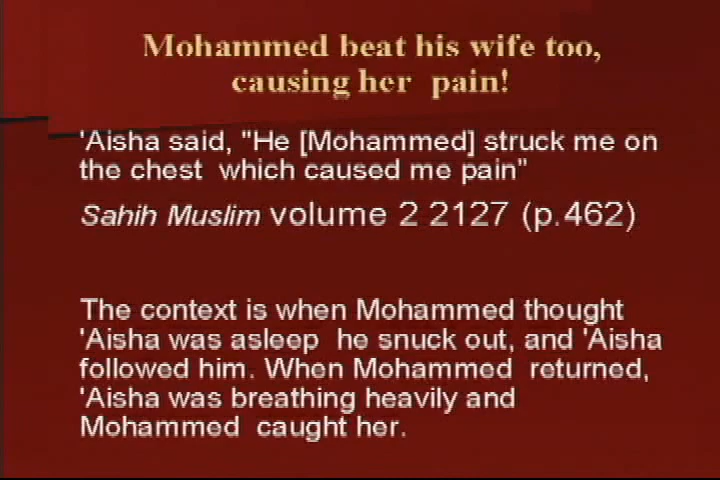 Mohammed beat his wife too,
causing her pain!
'Aisha said, "He [Mohammed] struck me on
the chest which caused me pain"
Sahih Muslim volume 2 2127 (p.462)
The context is when Mohammed thought
'Aisha was asleep he snuck out, and 'Aisha
followed him. When Mohammed returned,
'Aisha was breathing heavily and
Mohammed caught her.